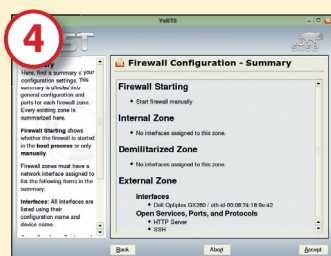 YaST2
4
ST
Here, find a summary of your
configuration settings. This
summary is divided into
general configuration and
parts for each firewall zone.
Every existing zone is
summarized here.
Firewall Starting shows
whether the firewall is started
in the boot process or only
manually.
Firewall zones must have a
network interface assigned to
list the following items in the
summary:
Interfaces: All interfaces are
listed using their
configuration name and
device name.
Firewall Configuration - Summary
Firewall Starting
• Start firewall manually
Internal Zone
• No interfaces assigned to this zone.
Demilitarized Zone
• No interfaces assigned to this zone.
External Zone
Interfaces
• Dell Optiplex GX260 / eth-id-00:08:74:18:9e:42
Open Services, Ports, and Protocols
• HTTP Server
• SSH
Back
Abort
Accept